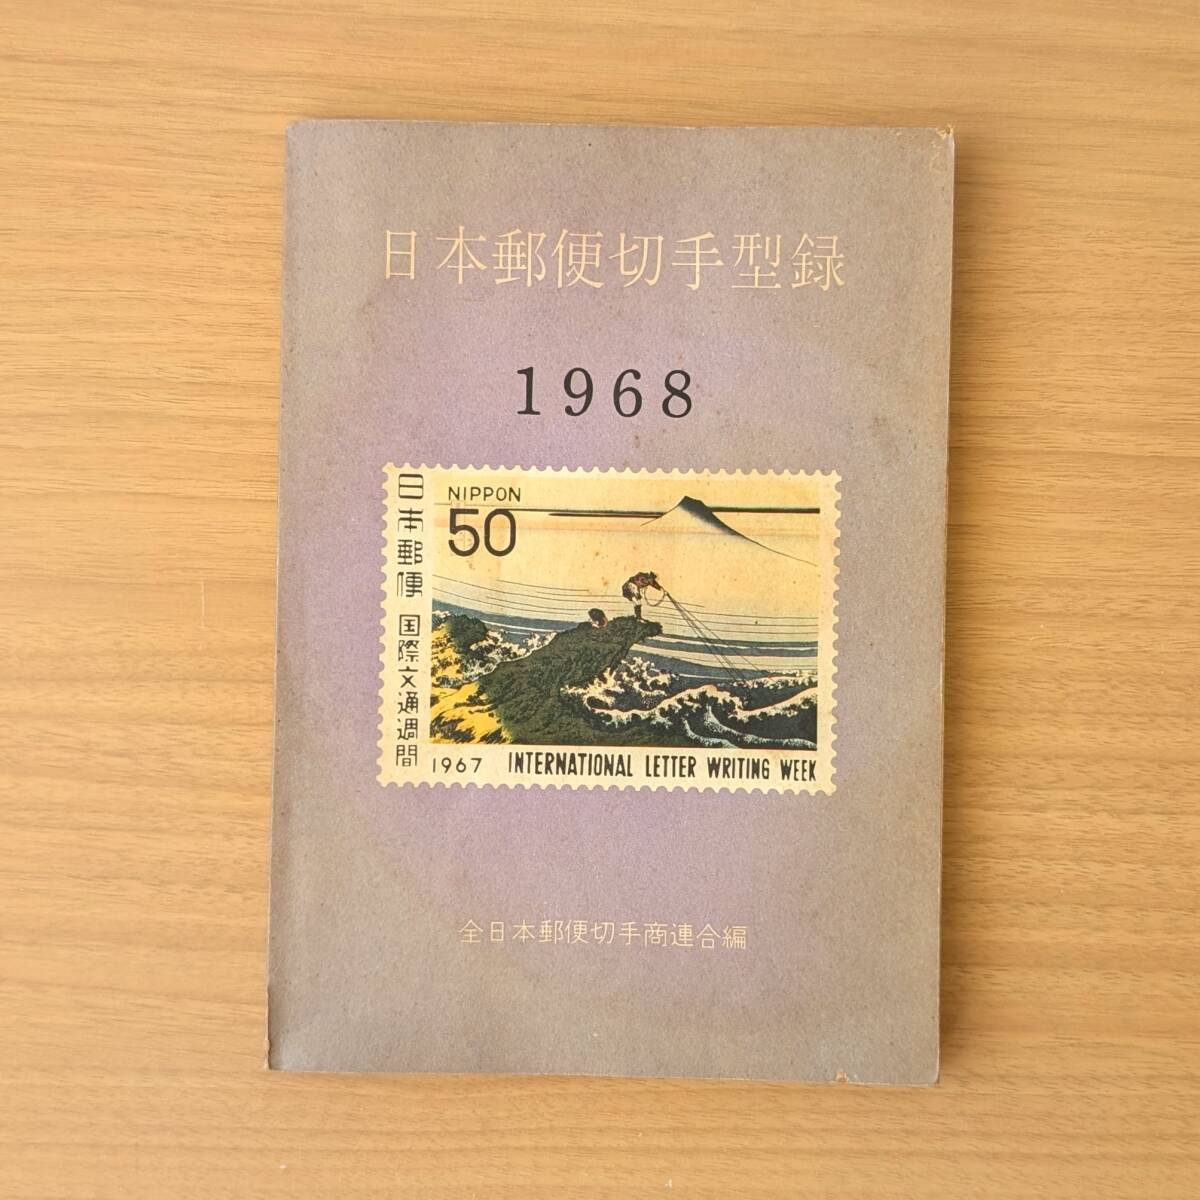 日本郵便切手型録
1968
日本郵便 国際文通週間
NIPPON
50
1967 INTERNATIONAL LETTER WRITING WEEK
全日本郵便切手商連合編